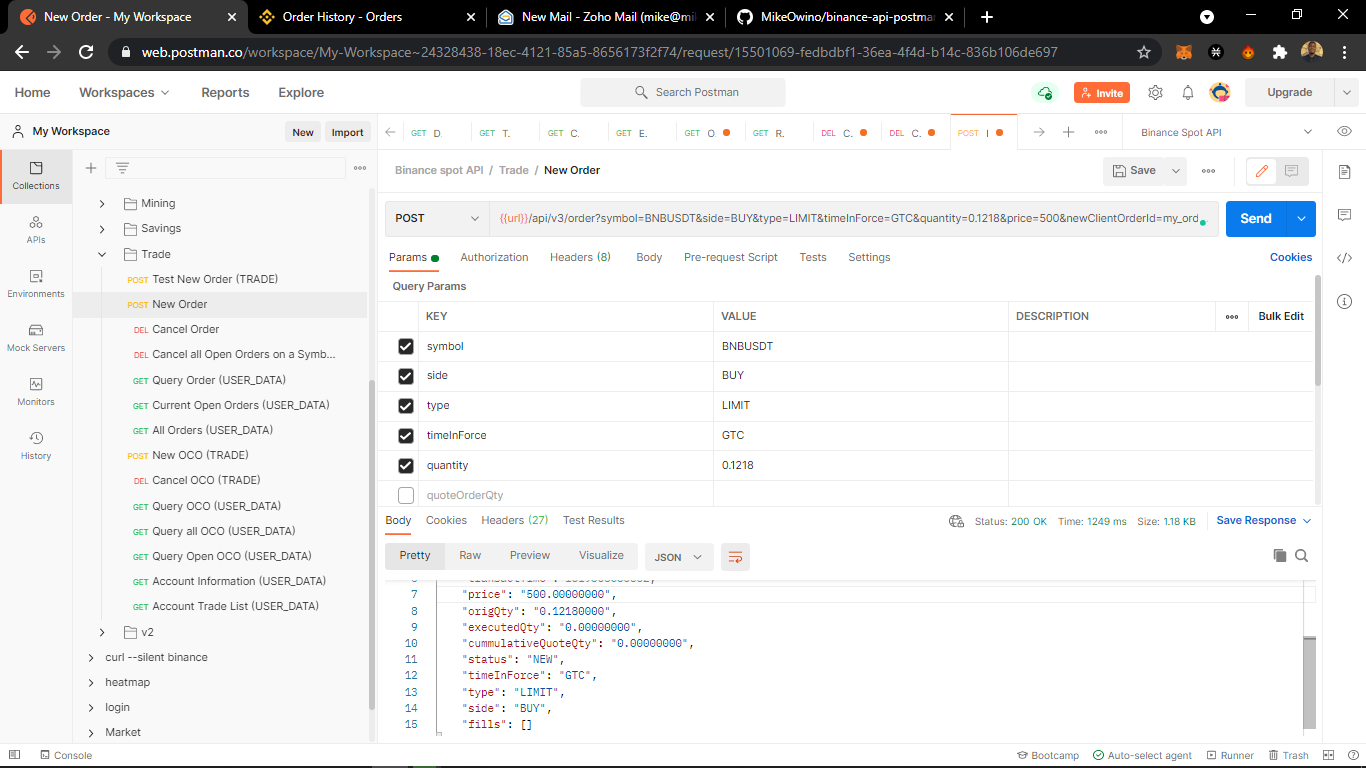 New Order - My Workspace
Order History - Orders
New Mail - Zoho Mail (mike@mi
MikeOwino/binance-api-postma
web.postman.co/workspace/My-Workspace~24328438-18ec-4121-85a5-8656173f2f74/request/15501069-fedbdbf1-36ea-4f4d-b14c-836b106de697
Home Workspaces Reports Explore Search Postman Invite Upgrade
My Workspace New Import
GET D GET T. GET C. GET E. GET O GET R. DEL C. DEL C. POST I Binance Spot API
Collections
APIs
Environments
Mock Servers
Monitors
History
Mining
Savings
Trade
POST Test New Order (TRADE)
POST New Order
DEL Cancel Order
DEL Cancel all Open Orders on a Symb...
GET Query Order (USER_DATA)
GET Current Open Orders (USER_DATA)
GET All Orders (USER_DATA)
POST New OCO (TRADE)
DEL Cancel OCO (TRADE)
GET Query OCO (USER_DATA)
GET Query all OCO (USER_DATA)
GET Query Open OCO (USER_DATA)
GET Account Information (USER_DATA)
GET Account Trade List (USER_DATA)
v2
curl --silent binance
heatmap
login
Market
Binance spot API / Trade / New Order Save
POST {{url}}/api/v3/order?symbol=BNBUSDT&side=BUY&type=LIMIT&timeInForce=GTC&quantity=0.1218&price=500&newClientOrderId=my_ord Send
Params Authorization Headers (8) Body Pre-request Script Tests Settings Cookies
Query Params
KEY VALUE DESCRIPTION Bulk Edit
symbol BNBUSDT
side BUY
type LIMIT
timeInForce GTC
quantity 0.1218
quoteOrderQty
Body Cookies Headers (27) Test Results Status: 200 OK Time: 1249 ms Size: 1.18 KB Save Response
Pretty Raw Preview Visualize JSON
7 "price": "500.00000000",
8 "origQty": "0.12180000",
9 "executedQty": "0.00000000",
10 "cummulativeQuoteQty": "0.00000000",
11 "status": "NEW",
12 "timeInForce": "GTC",
13 "type": "LIMIT",
14 "side": "BUY",
15 "fills": []
Console Bootcamp Auto-select agent Runner Trash